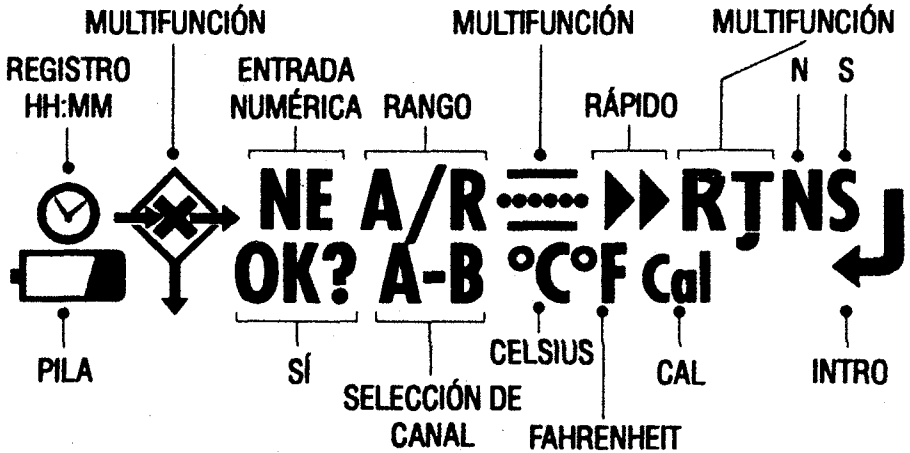 MULTIFUNCIÓN MULTIFUNCIÓN MULTIFUNCIÓN
REGISTRO HH:MM
ENTRADA NUMÉRICA
RANGO
RÁPIDO
N S
NE A/R RJ N S
OK? A-B °C °F Cal
PILA
SÍ
SELECCIÓN DE CANAL
CELSIUS
FAHRENHEIT
CAL
INTRO